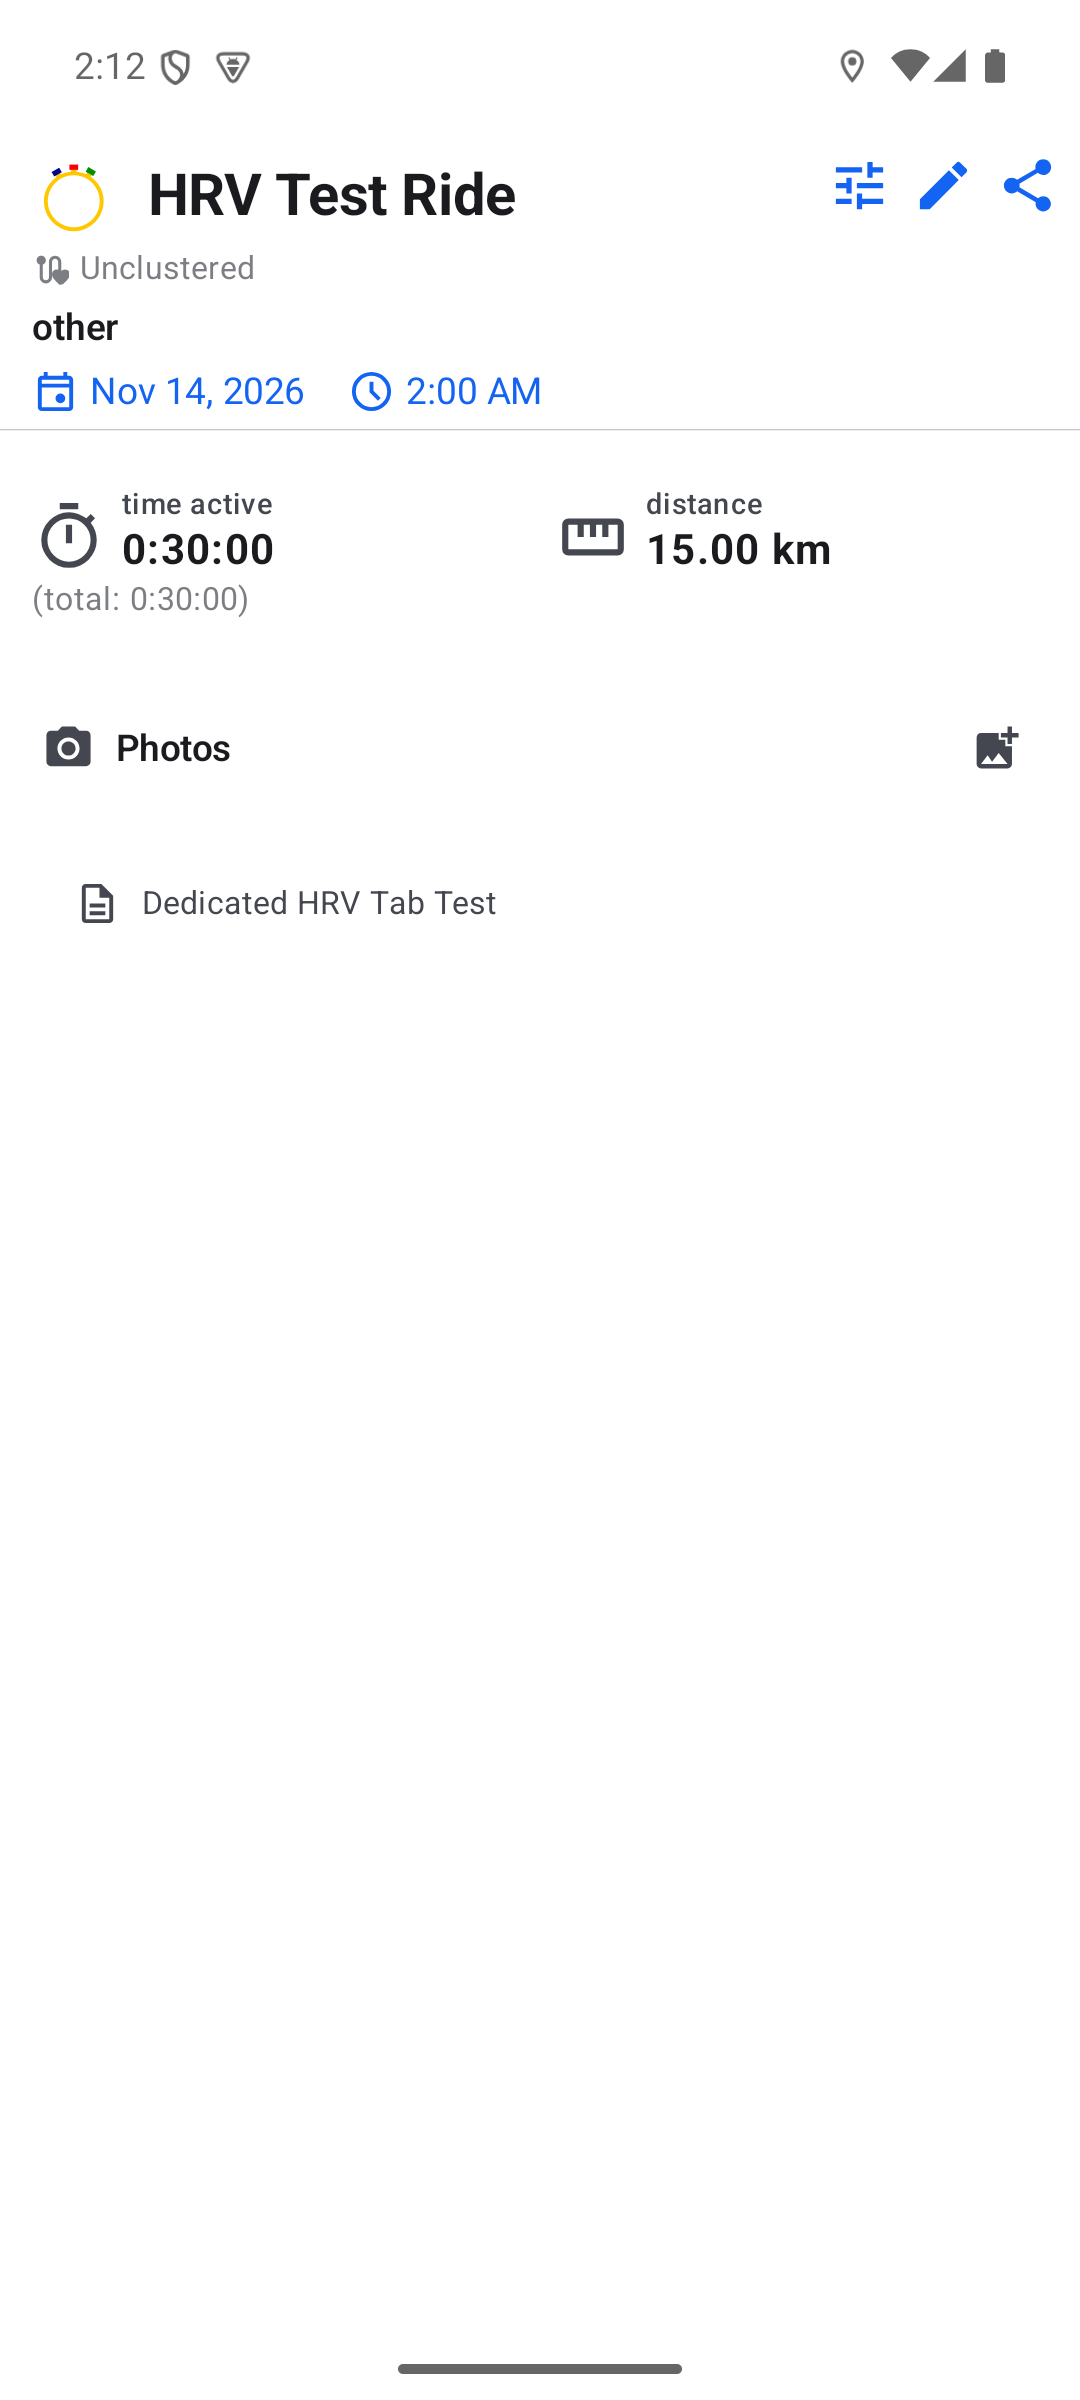 2:12
HRV Test Ride
Unclustered
other
Nov 14, 2026 2:00 AM
time active
0:30:00
distance
15.00 km
(total: 0:30:00)
Photos
Dedicated HRV Tab Test